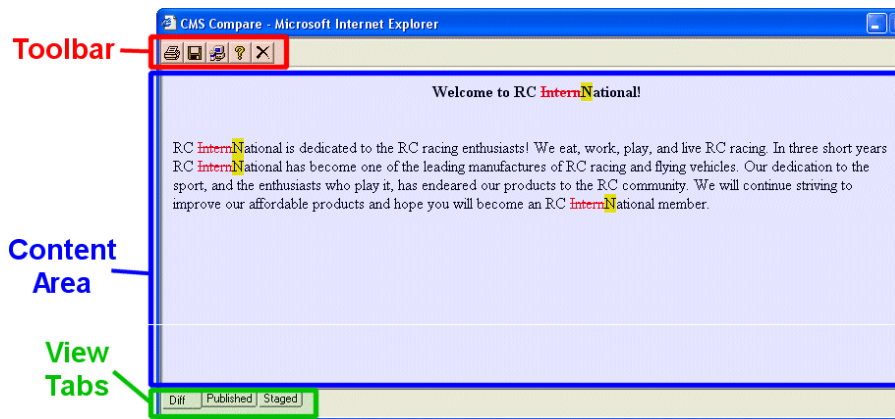 CMS Compare - Microsoft Internet Explorer
Toolbar
Welcome to RC InternNational!
RC InternNational is dedicated to the RC racing enthusiasts! We eat, work, play, and live RC racing. In three short years
RC InternNational has become one of the leading manufactures of RC racing and flying vehicles. Our dedication to the
sport, and the enthusiasts who play it, has endeared our products to the RC community. We will continue striving to
improve our affordable products and hope you will become an RC InternNational member.
Content
Area
View
Tabs
Diff Published Staged